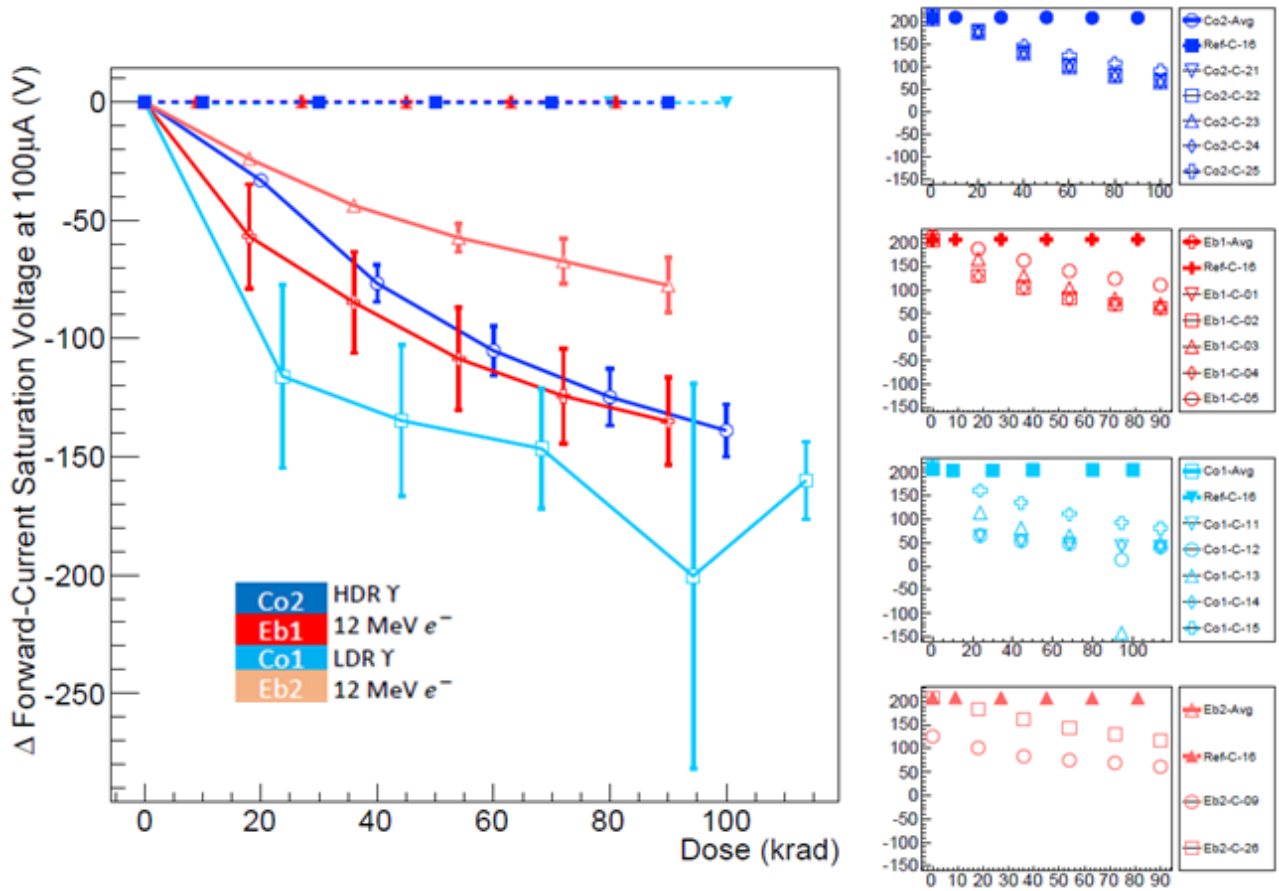 Δ Forward-Current Saturation Voltage at 100µA (V)
0
-50
-100
-150
-200
-250
0 20 40 60 80 100
Dose (krad)
Co2 HDR ϒ
Eb1 12 MeV e⁻
Co1 LDR ϒ
Eb2 12 MeV e⁻
200
150
100
50
0
-50
-100
-150
0 20 40 60 80 100
Co2-Avg
Ref-C-16
Co2-C-21
Co2-C-22
Co2-C-23
Co2-C-24
Co2-C-25
200
150
100
50
0
-50
-100
-150
0 10 20 30 40 50 60 70 80 90
Eb1-Avg
Ref-C-16
Eb1-C-01
Eb1-C-02
Eb1-C-03
Eb1-C-04
Eb1-C-05
200
150
100
50
0
-50
-100
-150
0 20 40 60 80 100
Co1-Avg
Ref-C-16
Co1-C-11
Co1-C-12
Co1-C-13
Co1-C-14
Co1-C-15
200
150
100
50
0
-50
-100
-150
0 10 20 30 40 50 60 70 80 90
Eb2-Avg
Ref-C-16
Eb2-C-09
Eb2-C-26